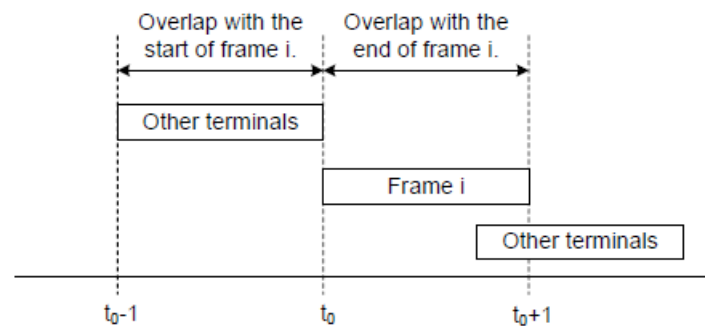 Overlap with the
start of frame i.
Overlap with the
end of frame i.
Other terminals
Frame i
Other terminals
t₀-1
t₀
t₀+1